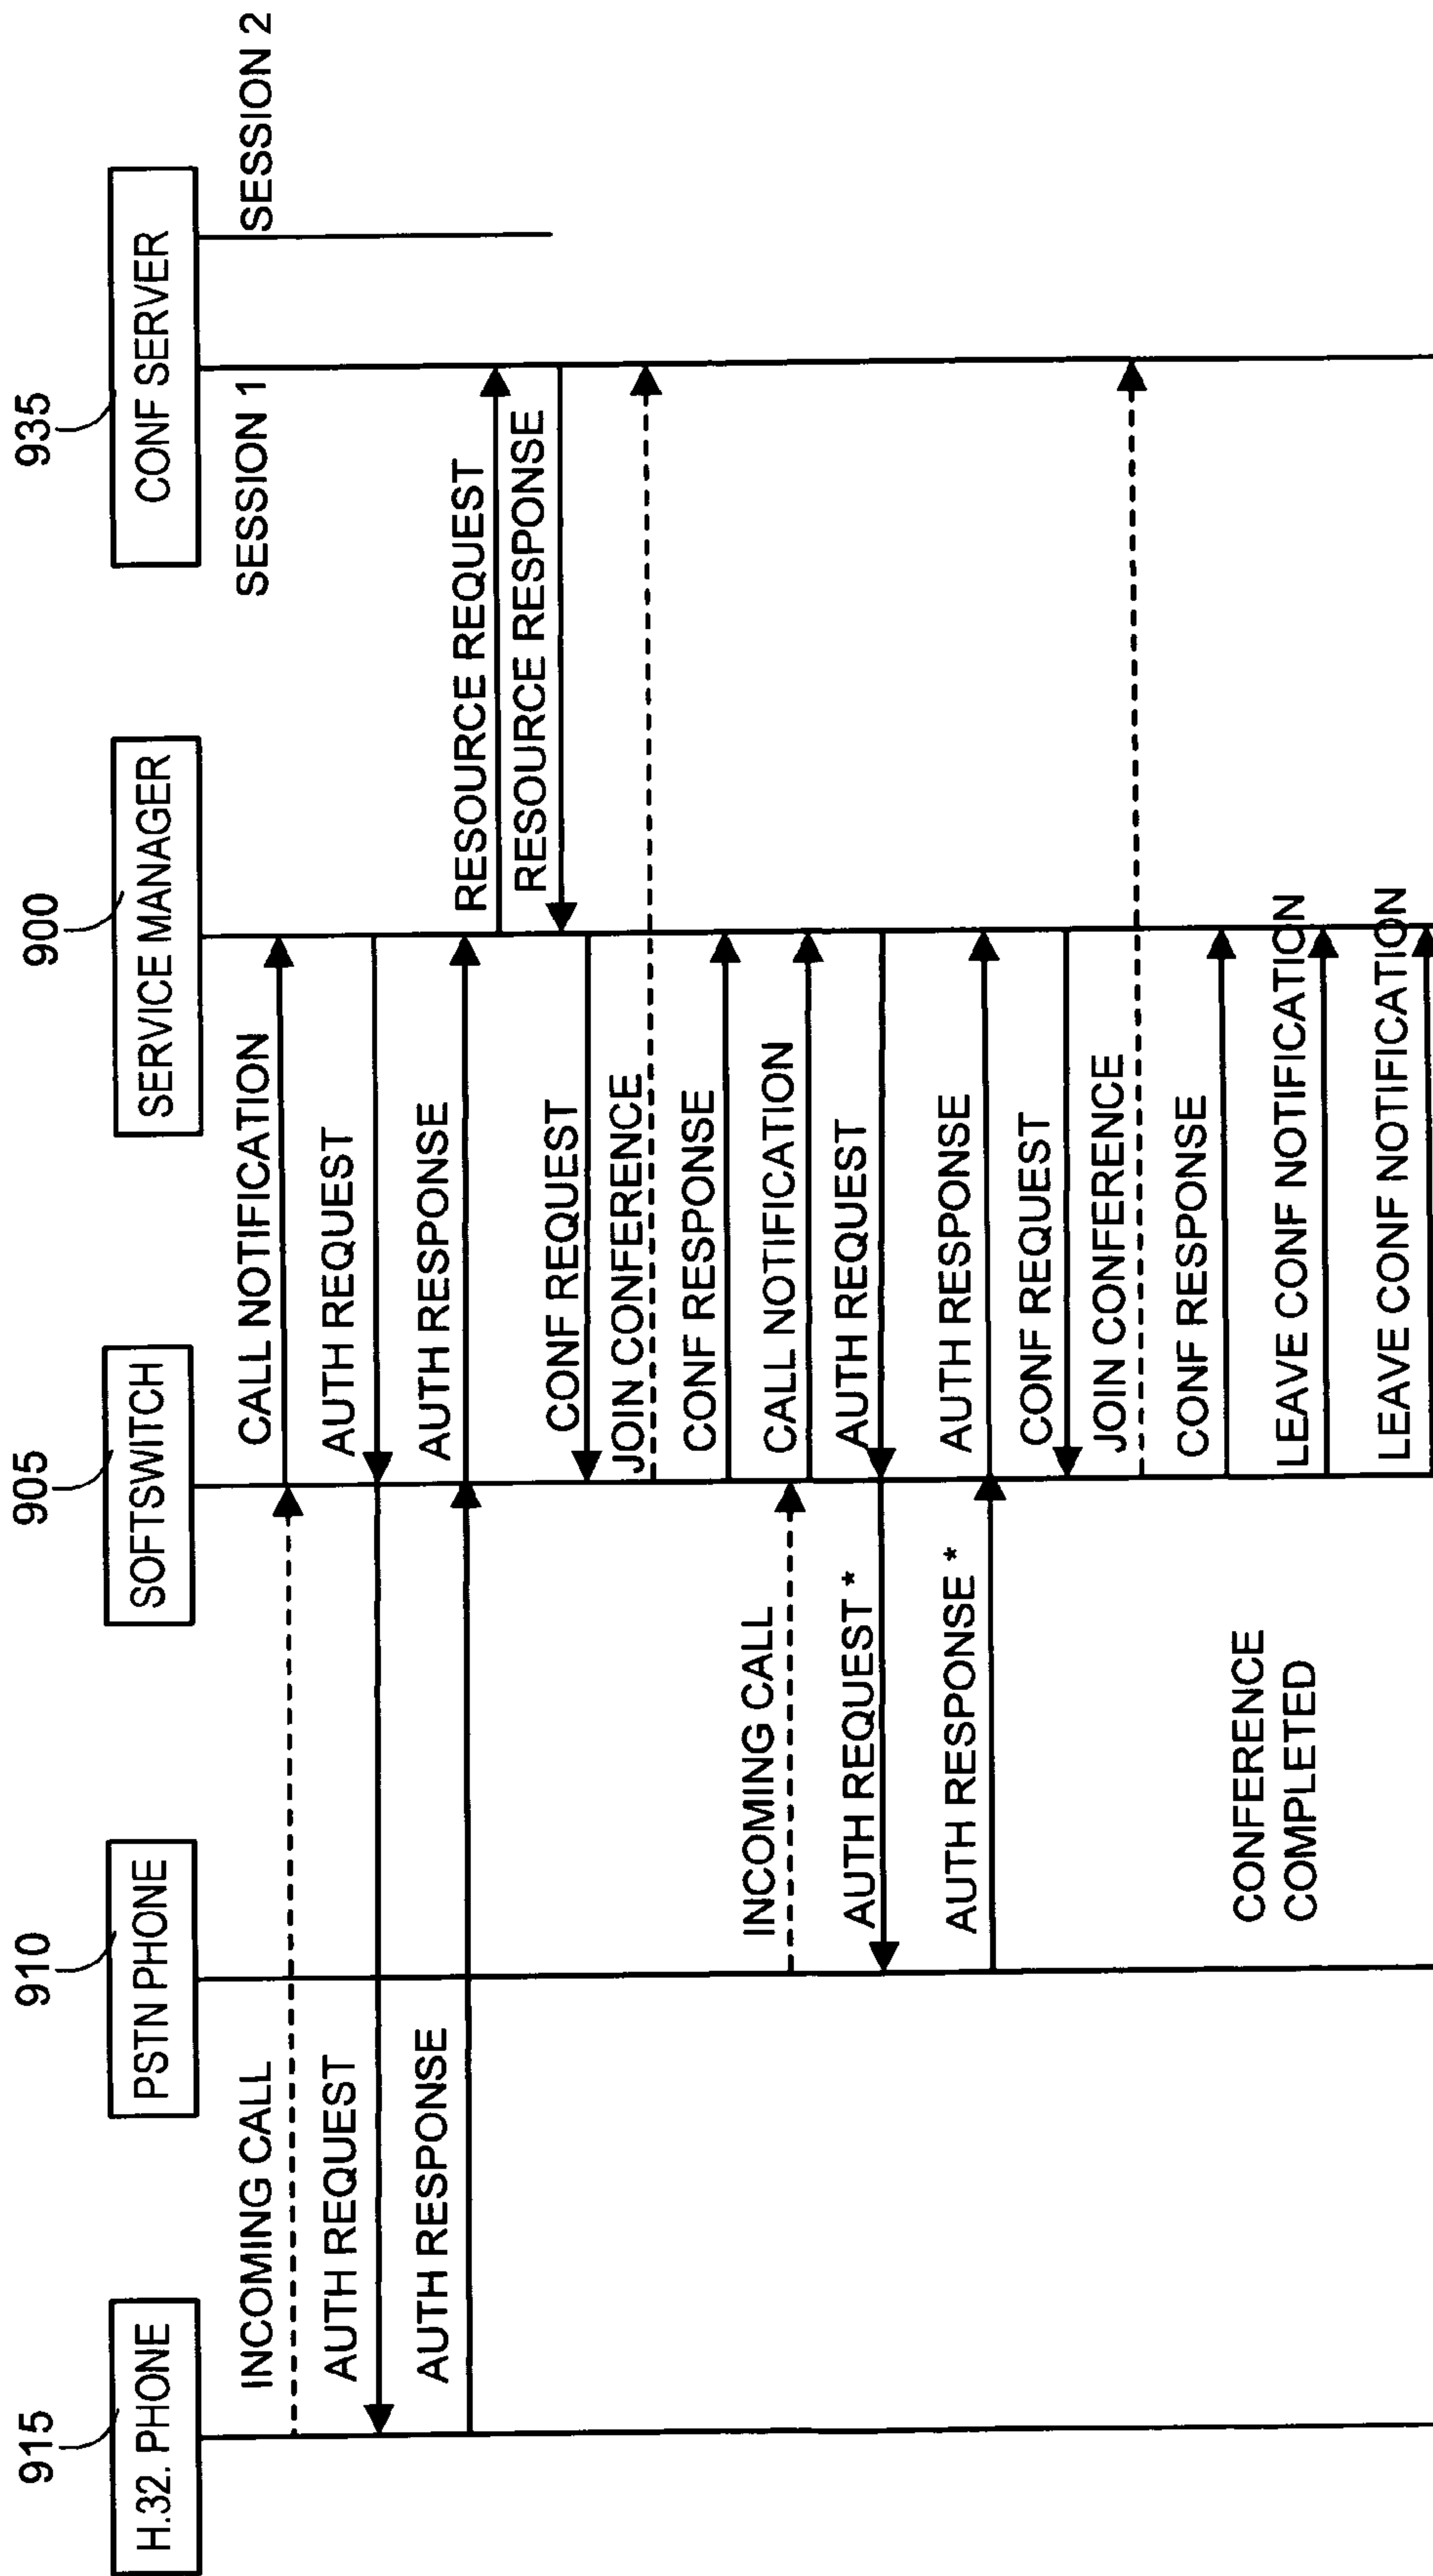 915
910
905
900
935
H.32. PHONE
PSTN PHONE
SOFTSWITCH
SERVICE MANAGER
CONF SERVER
SESSION 1
SESSION 2
INCOMING CALL
CALL NOTIFICATION
AUTH REQUEST
AUTH REQUEST
AUTH RESPONSE
AUTH RESPONSE
RESOURCE REQUEST
RESOURCE RESPONSE
CONF REQUEST
JOIN CONFERENCE
CONF RESPONSE
INCOMING CALL
CALL NOTIFICATION
AUTH REQUEST *
AUTH REQUEST
AUTH RESPONSE *
AUTH RESPONSE
CONF REQUEST
JOIN CONFERENCE
CONF RESPONSE
CONFERENCE
COMPLETED
LEAVE CONF NOTIFICATION
LEAVE CONF NOTIFICATION